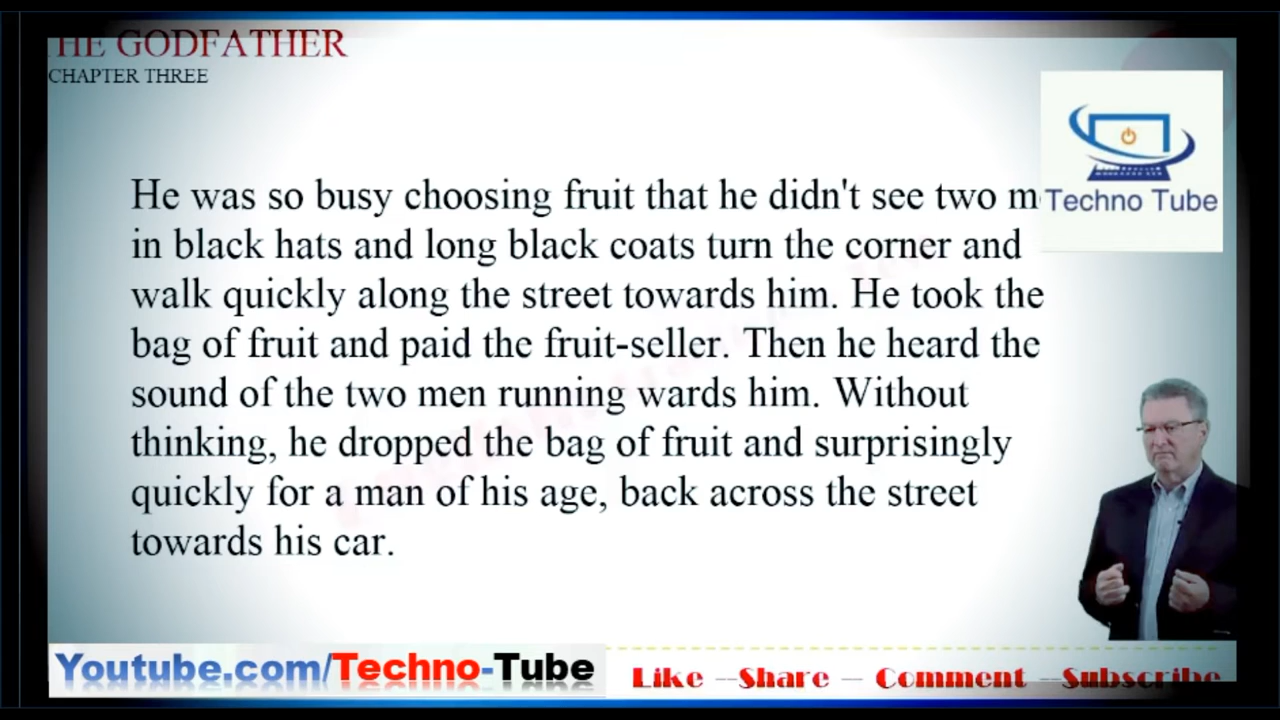 THE GODFATHER
CHAPTER THREE
Techno Tube
He was so busy choosing fruit that he didn't see two m
in black hats and long black coats turn the corner and
walk quickly along the street towards him. He took the
bag of fruit and paid the fruit-seller. Then he heard the
sound of the two men running wards him. Without
thinking, he dropped the bag of fruit and surprisingly
quickly for a man of his age, back across the street
towards his car.
Youtube.com/Techno-Tube
Like – Share – Comment – Subscribe